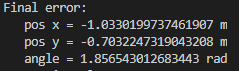 Final error:
pos x = -1.0330199737461907 m
pos y = -0.7032247319043208 m
angle = 1.856543012683443 rad